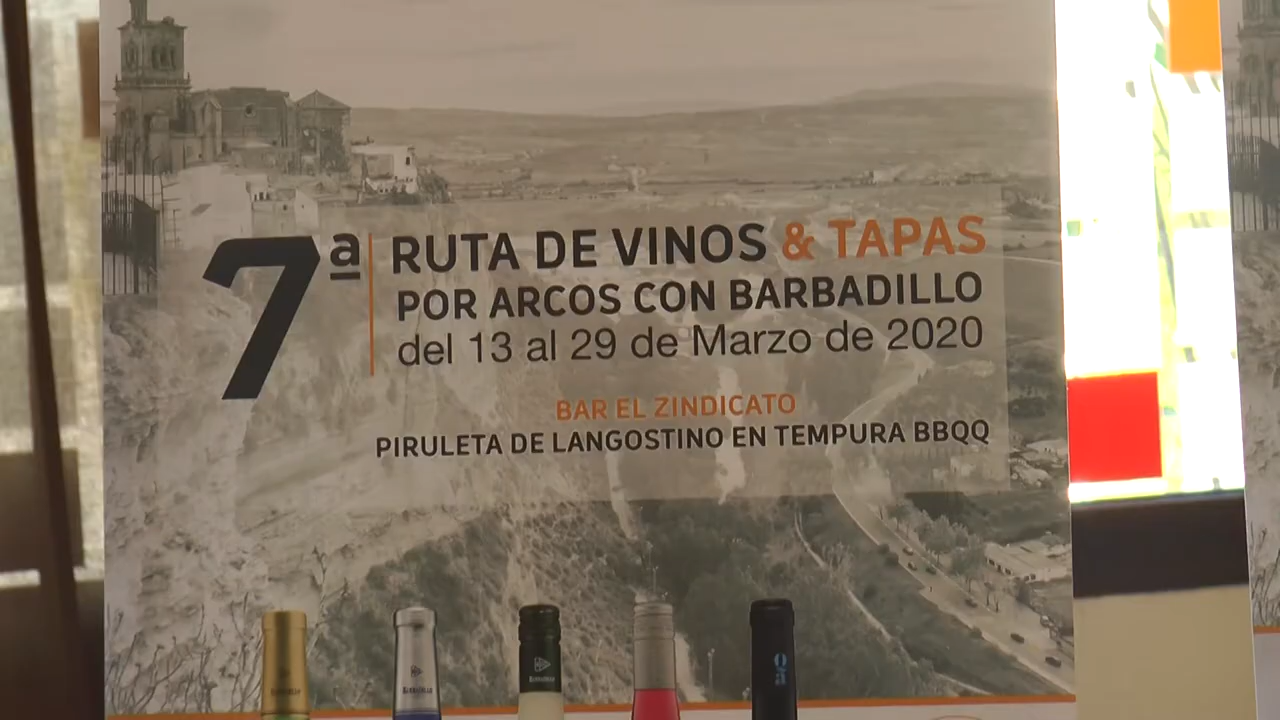 7ª
RUTA DE VINOS & TAPAS
POR ARCOS CON BARBADILLO
del 13 al 29 de Marzo de 2020
BAR EL ZINDICATO
PIRULETA DE LANGOSTINO EN TEMPURA BBQQ
BARBADILLO